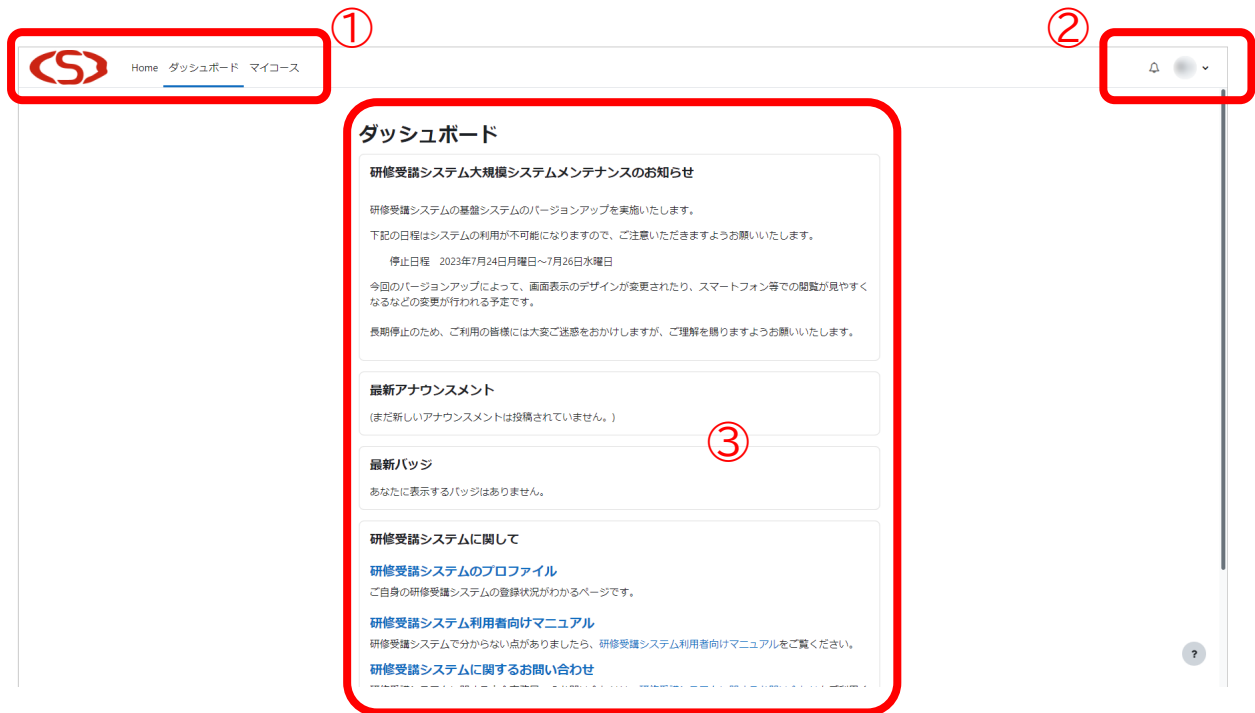 ①
②
CSI
Home ダッシュボード マイコース
ダッシュボード
研修受講システム大規模システムメンテナンスのお知らせ
研修受講システムの基盤システムのバージョンアップを実施いたします。
下記の日程はシステムの利用が不可能になりますので、ご注意いただきますようお願いいたします。
停止日程 2023年7月24日月曜日~7月26日水曜日
今回のバージョンアップによって、画面表示のデザインが変更されたり、スマートフォン等での閲覧が見やすく
なるなどの変更が行われる予定です。
長期停止のため、ご利用の皆様には大変ご迷惑をおかけしますが、ご理解を賜りますようお願いいたします。
最新アナウンスメント
(まだ新しいアナウンスメントは投稿されていません。)
③
最新バッジ
あなたに表示するバッジはありません。
研修受講システムに関して
研修受講システムのプロファイル
ご自身の研修受講システムの登録状況がわかるページです。
研修受講システム利用者向けマニュアル
研修受講システムで分からない点がありましたら、研修受講システム利用者向けマニュアルをご覧ください。
?
研修受講システムに関するお問い合わせ